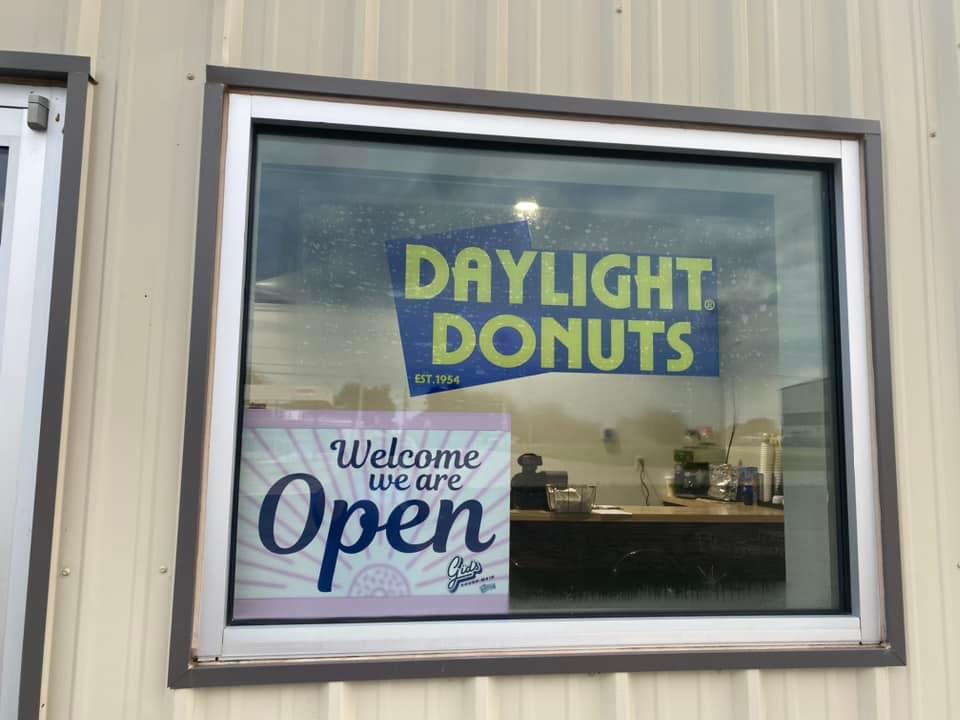 DAYLIGHT®
DONUTS
EST.1954
Welcome
we are
Open